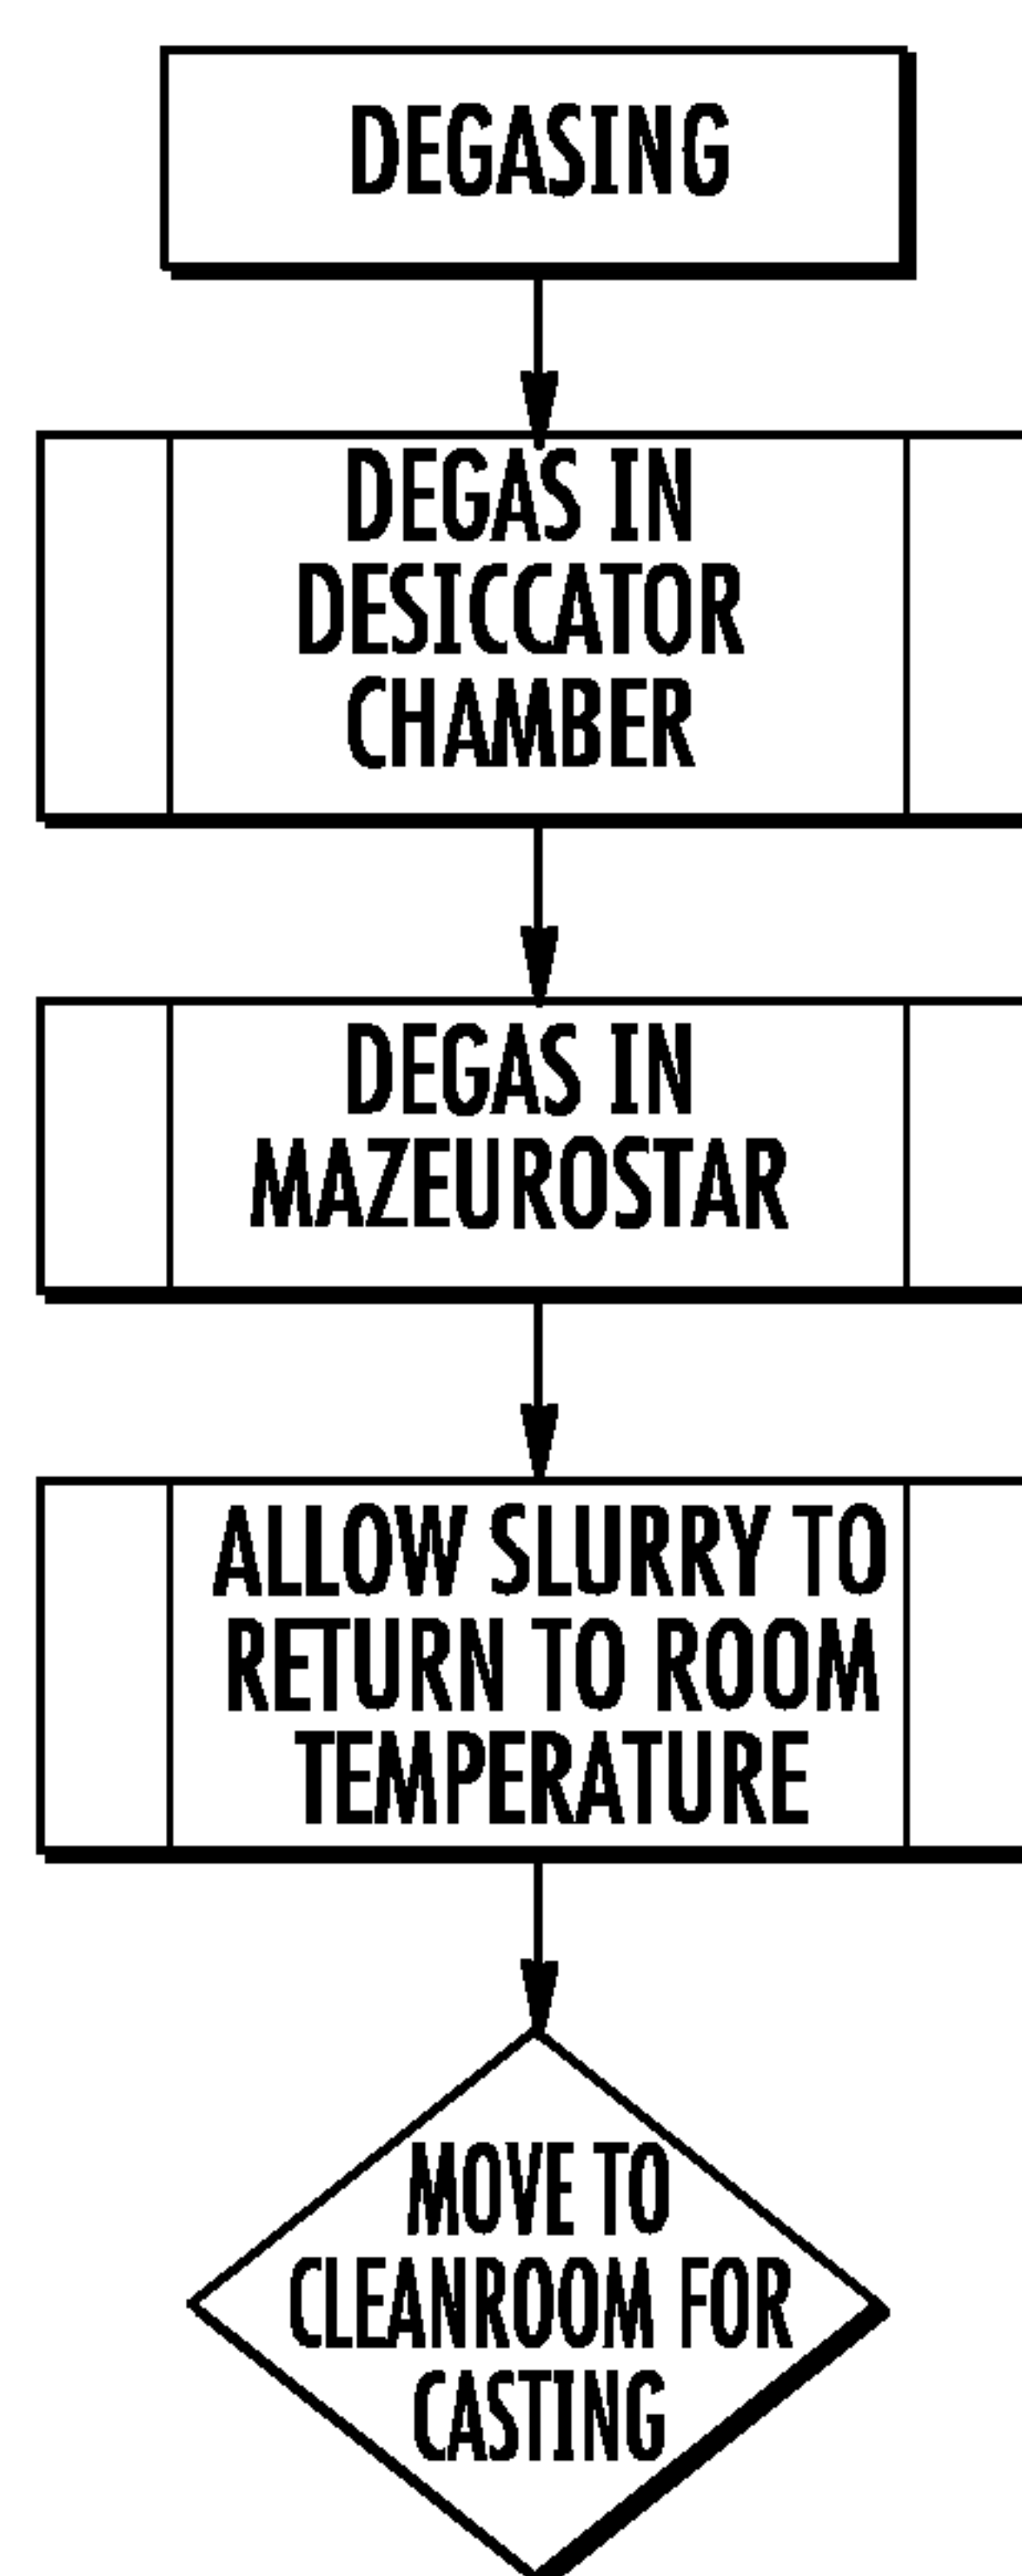 DEGASING
DEGAS IN
DESICCATOR
CHAMBER
DEGAS IN
MAZEUROSTAR
ALLOW SLURRY TO
RETURN TO ROOM
TEMPERATURE
MOVE TO
CLEANROOM FOR
CASTING